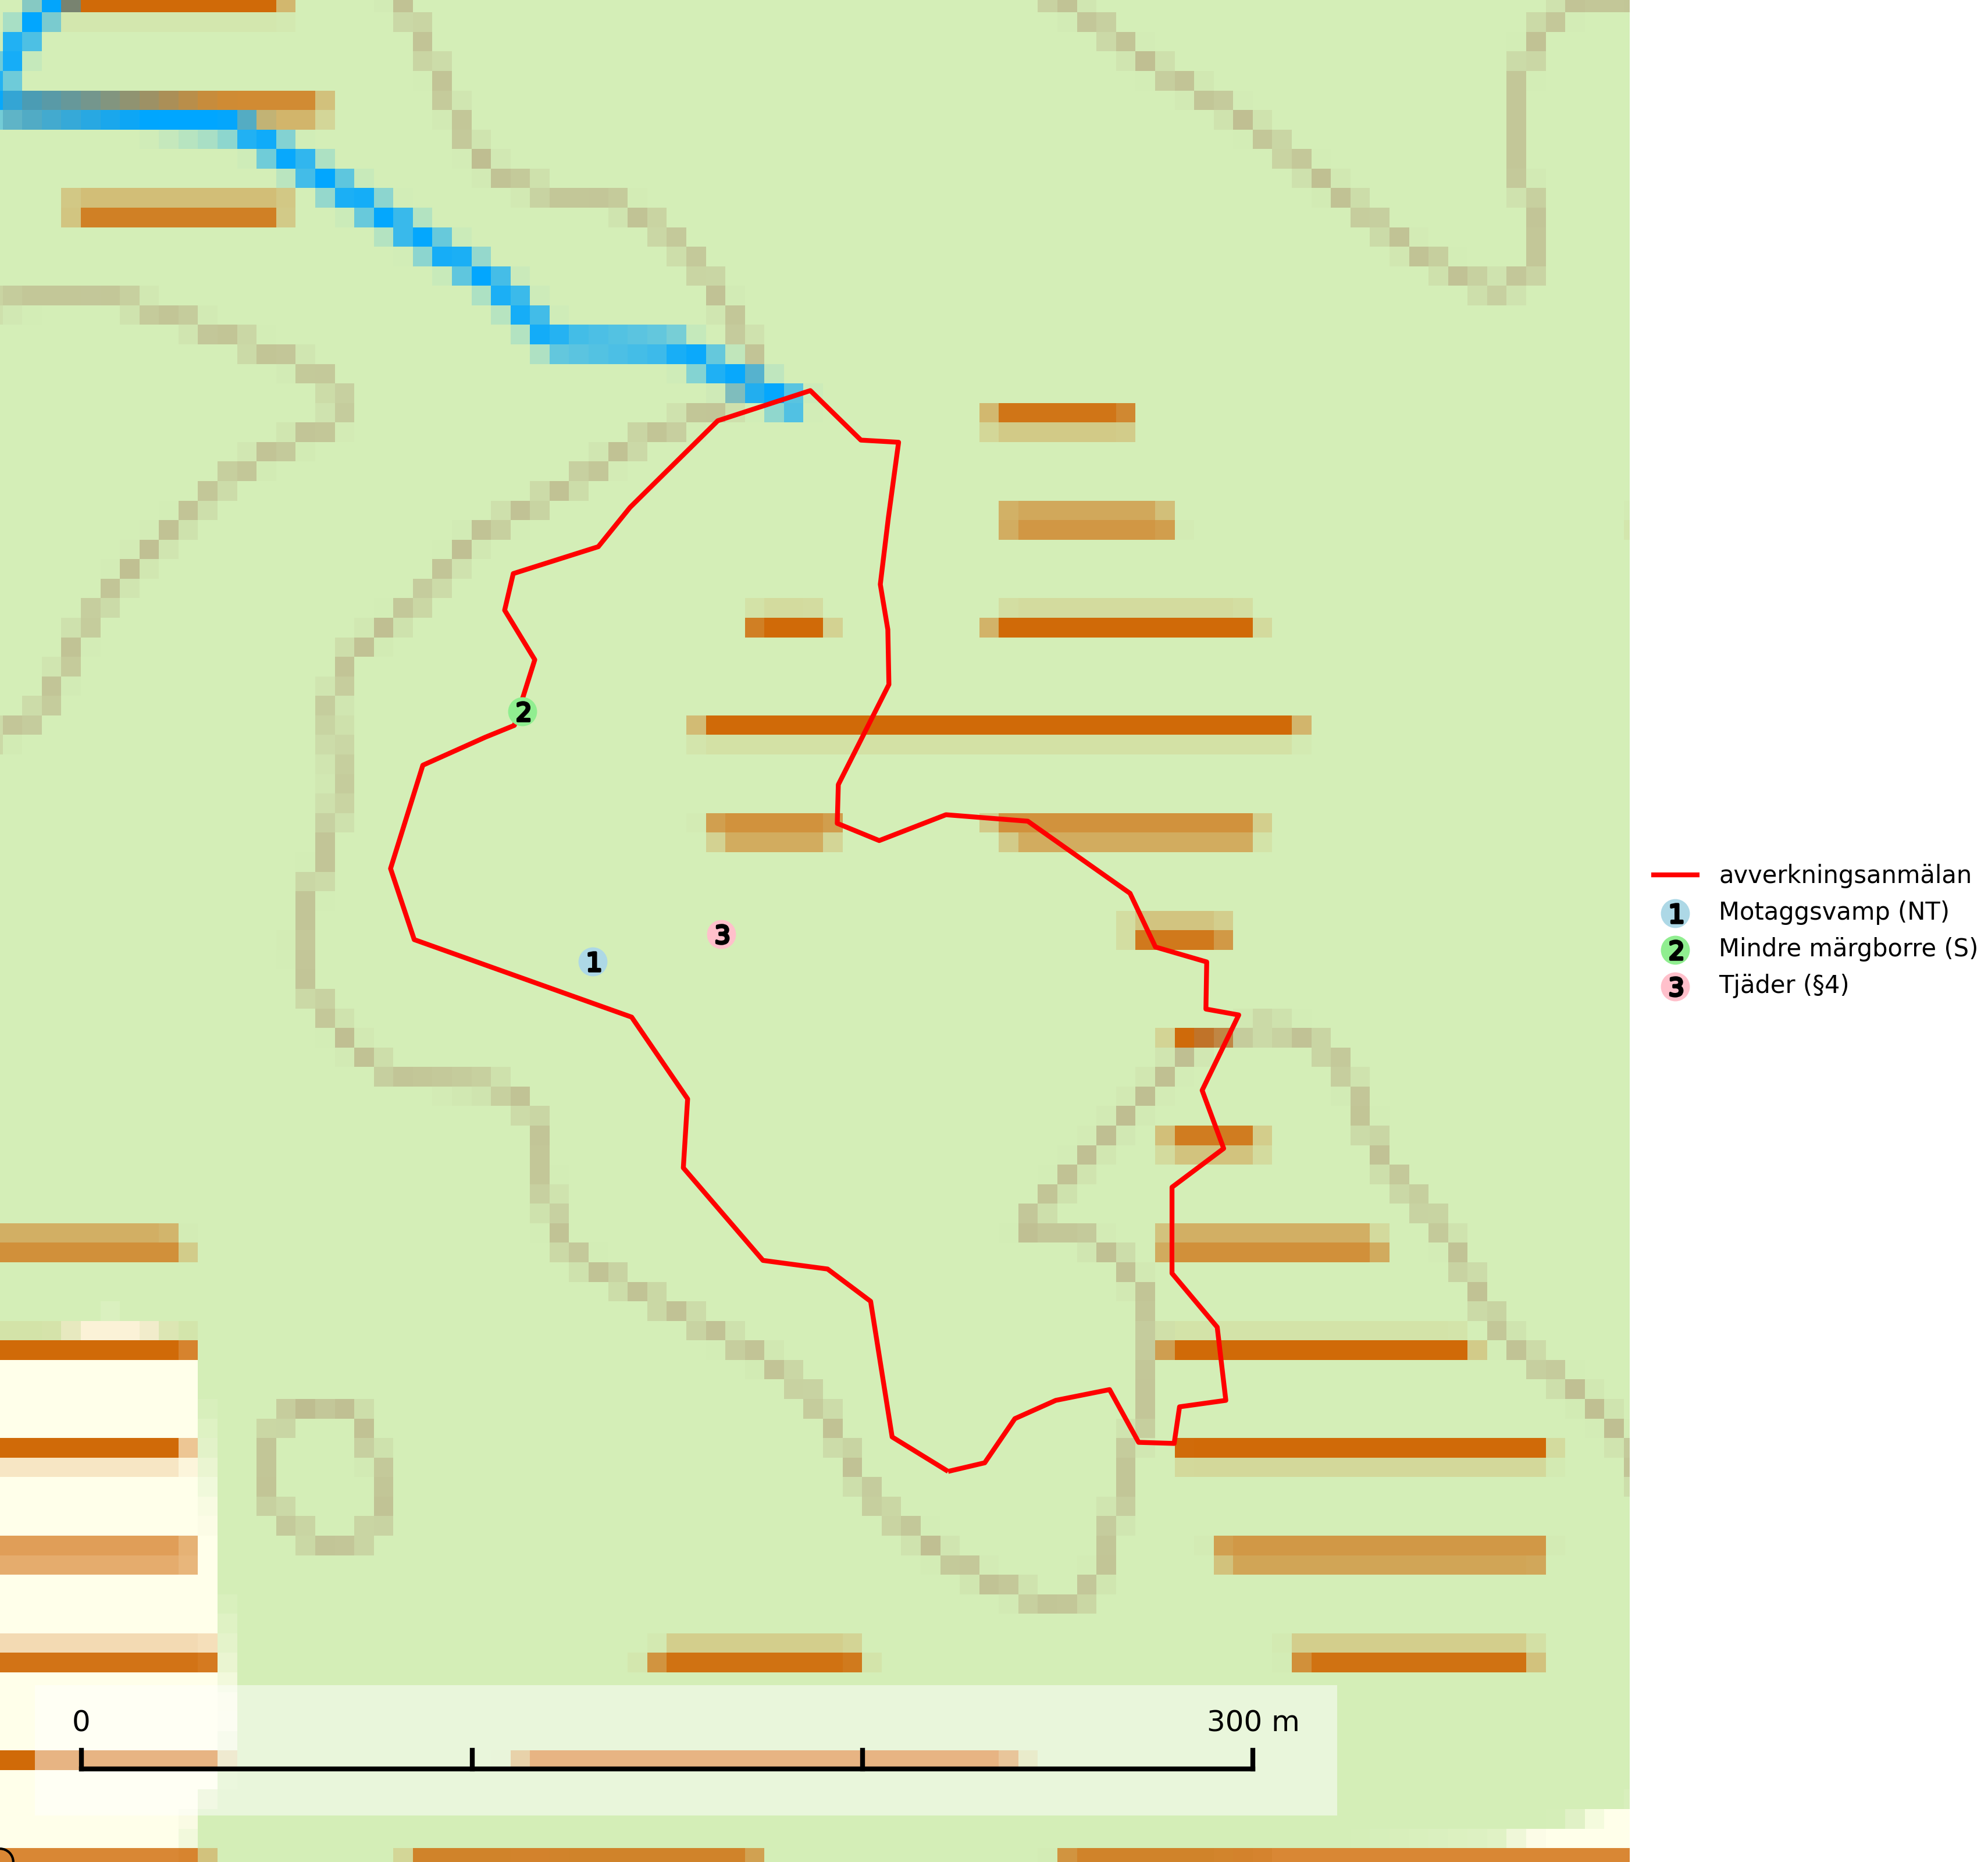 2
3
1
avverkningsanmälan
1 Motaggsvamp (NT)
2 Mindre märgborre (S)
3 Tjäder (§4)
0 300 m